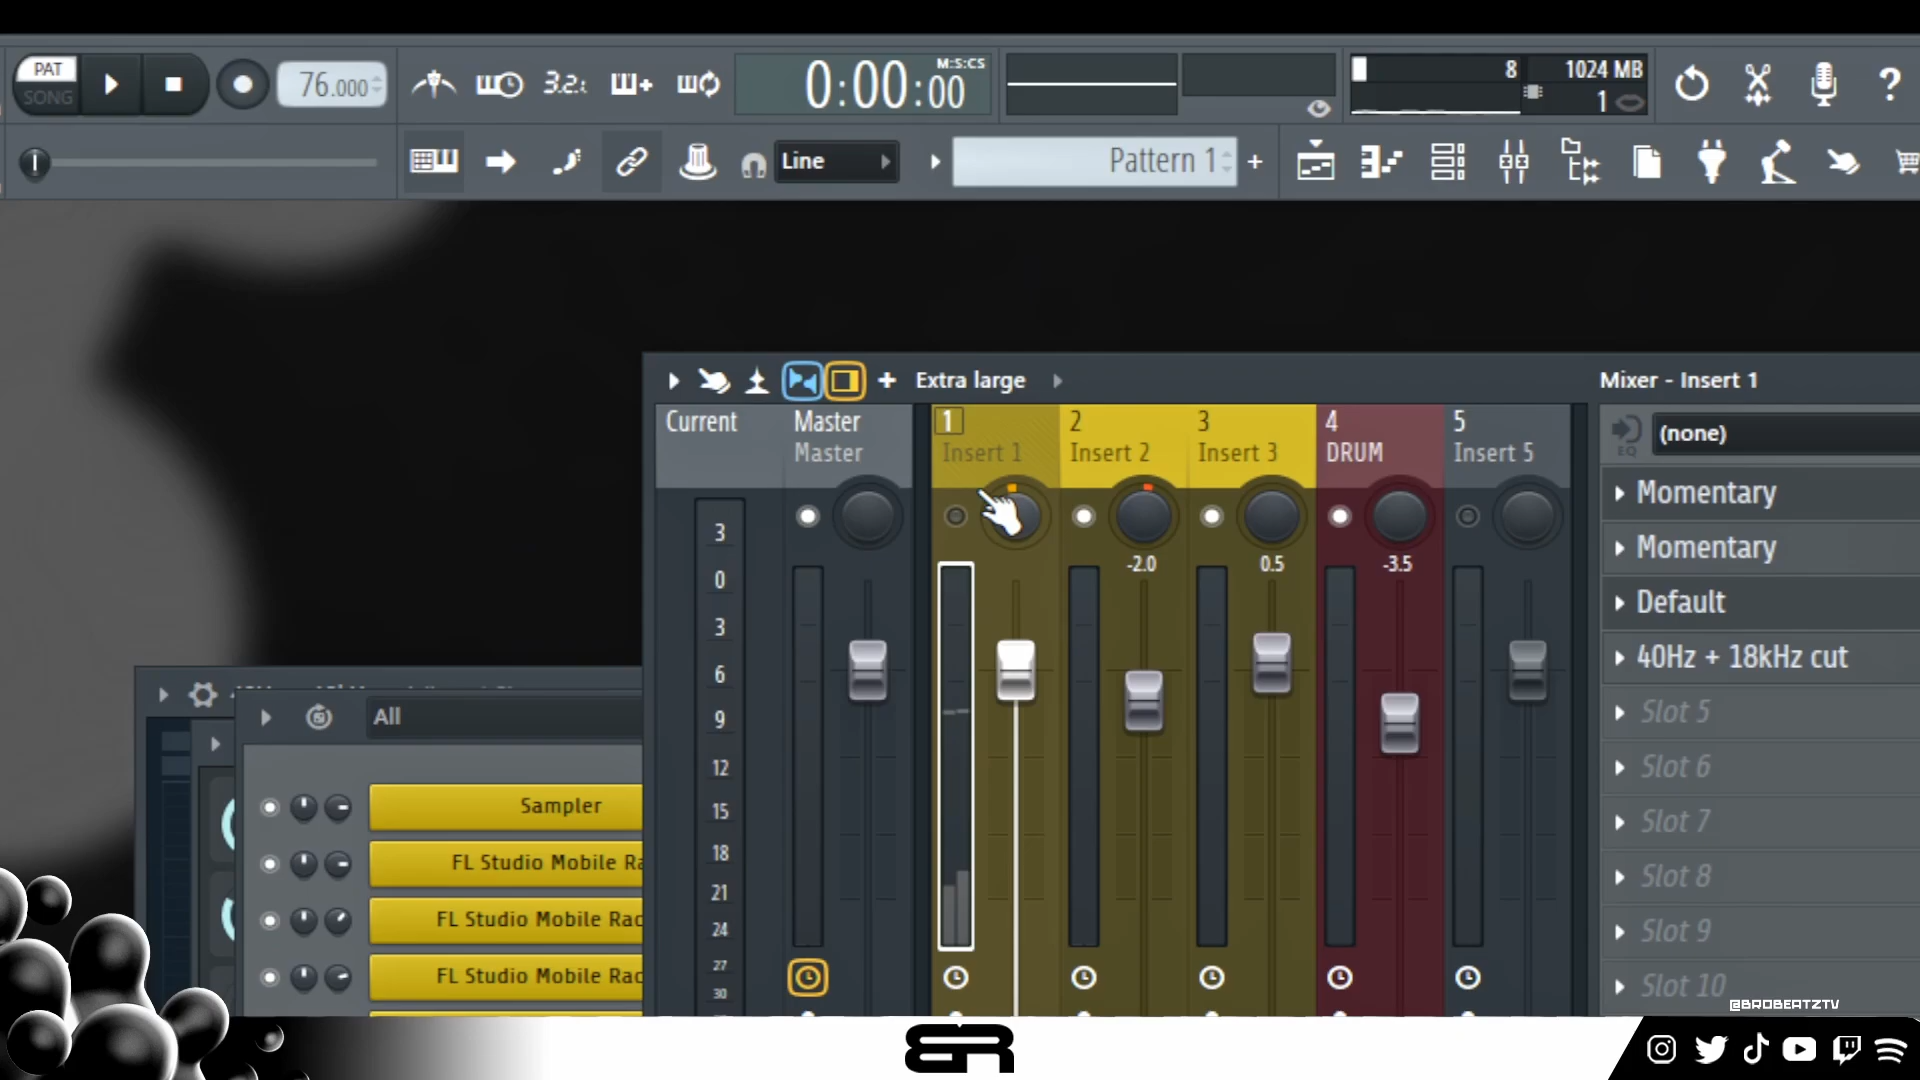 PAT
SONG
76.000
3.2.
0:00:00
M:S:CS
8
1024 MB
1
?
Line
Pattern 1
+
+ Extra large
Mixer - Insert 1
Current
Master
Master
1
Insert 1
2
Insert 2
3
Insert 3
4
DRUM
5
Insert 5
(none)
EQ
-2.0
0.5
-3.5
3
0
3
6
9
12
15
18
21
24
27
30
Momentary
Momentary
Default
40Hz + 18kHz cut
Slot 5
Slot 6
Slot 7
Slot 8
Slot 9
Slot 10
All
Sampler
FL Studio Mobile Ra
FL Studio Mobile Rac
FL Studio Mobile Rac
@BROBEATZTV
BR